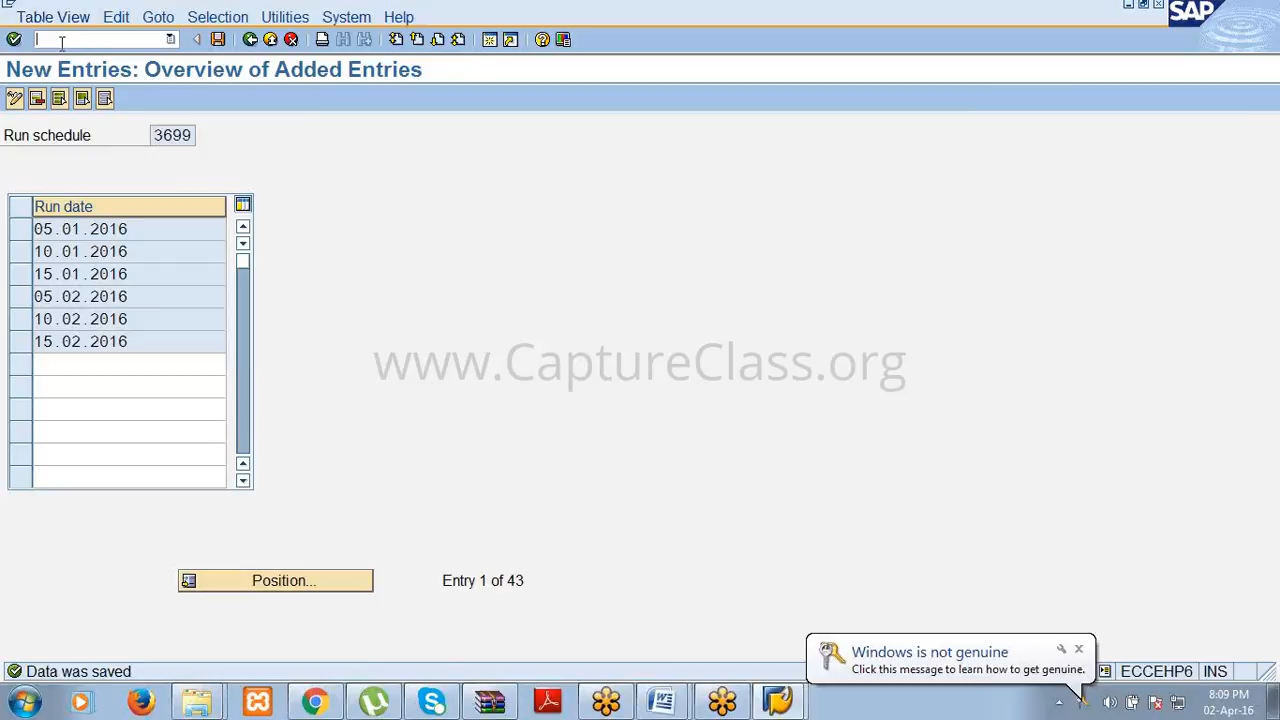 Table View Edit Goto Selection Utilities System Help
SAP
New Entries: Overview of Added Entries
Run schedule 3699
Run date
05.01.2016
10.01.2016
15.01.2016
05.02.2016
10.02.2016
15.02.2016
www.CaptureClass.org
Position... Entry 1 of 43
Windows is not genuine
Click this message to learn how to get genuine.
Data was saved ECCEHP6 INS
8:09 PM
02-Apr-16